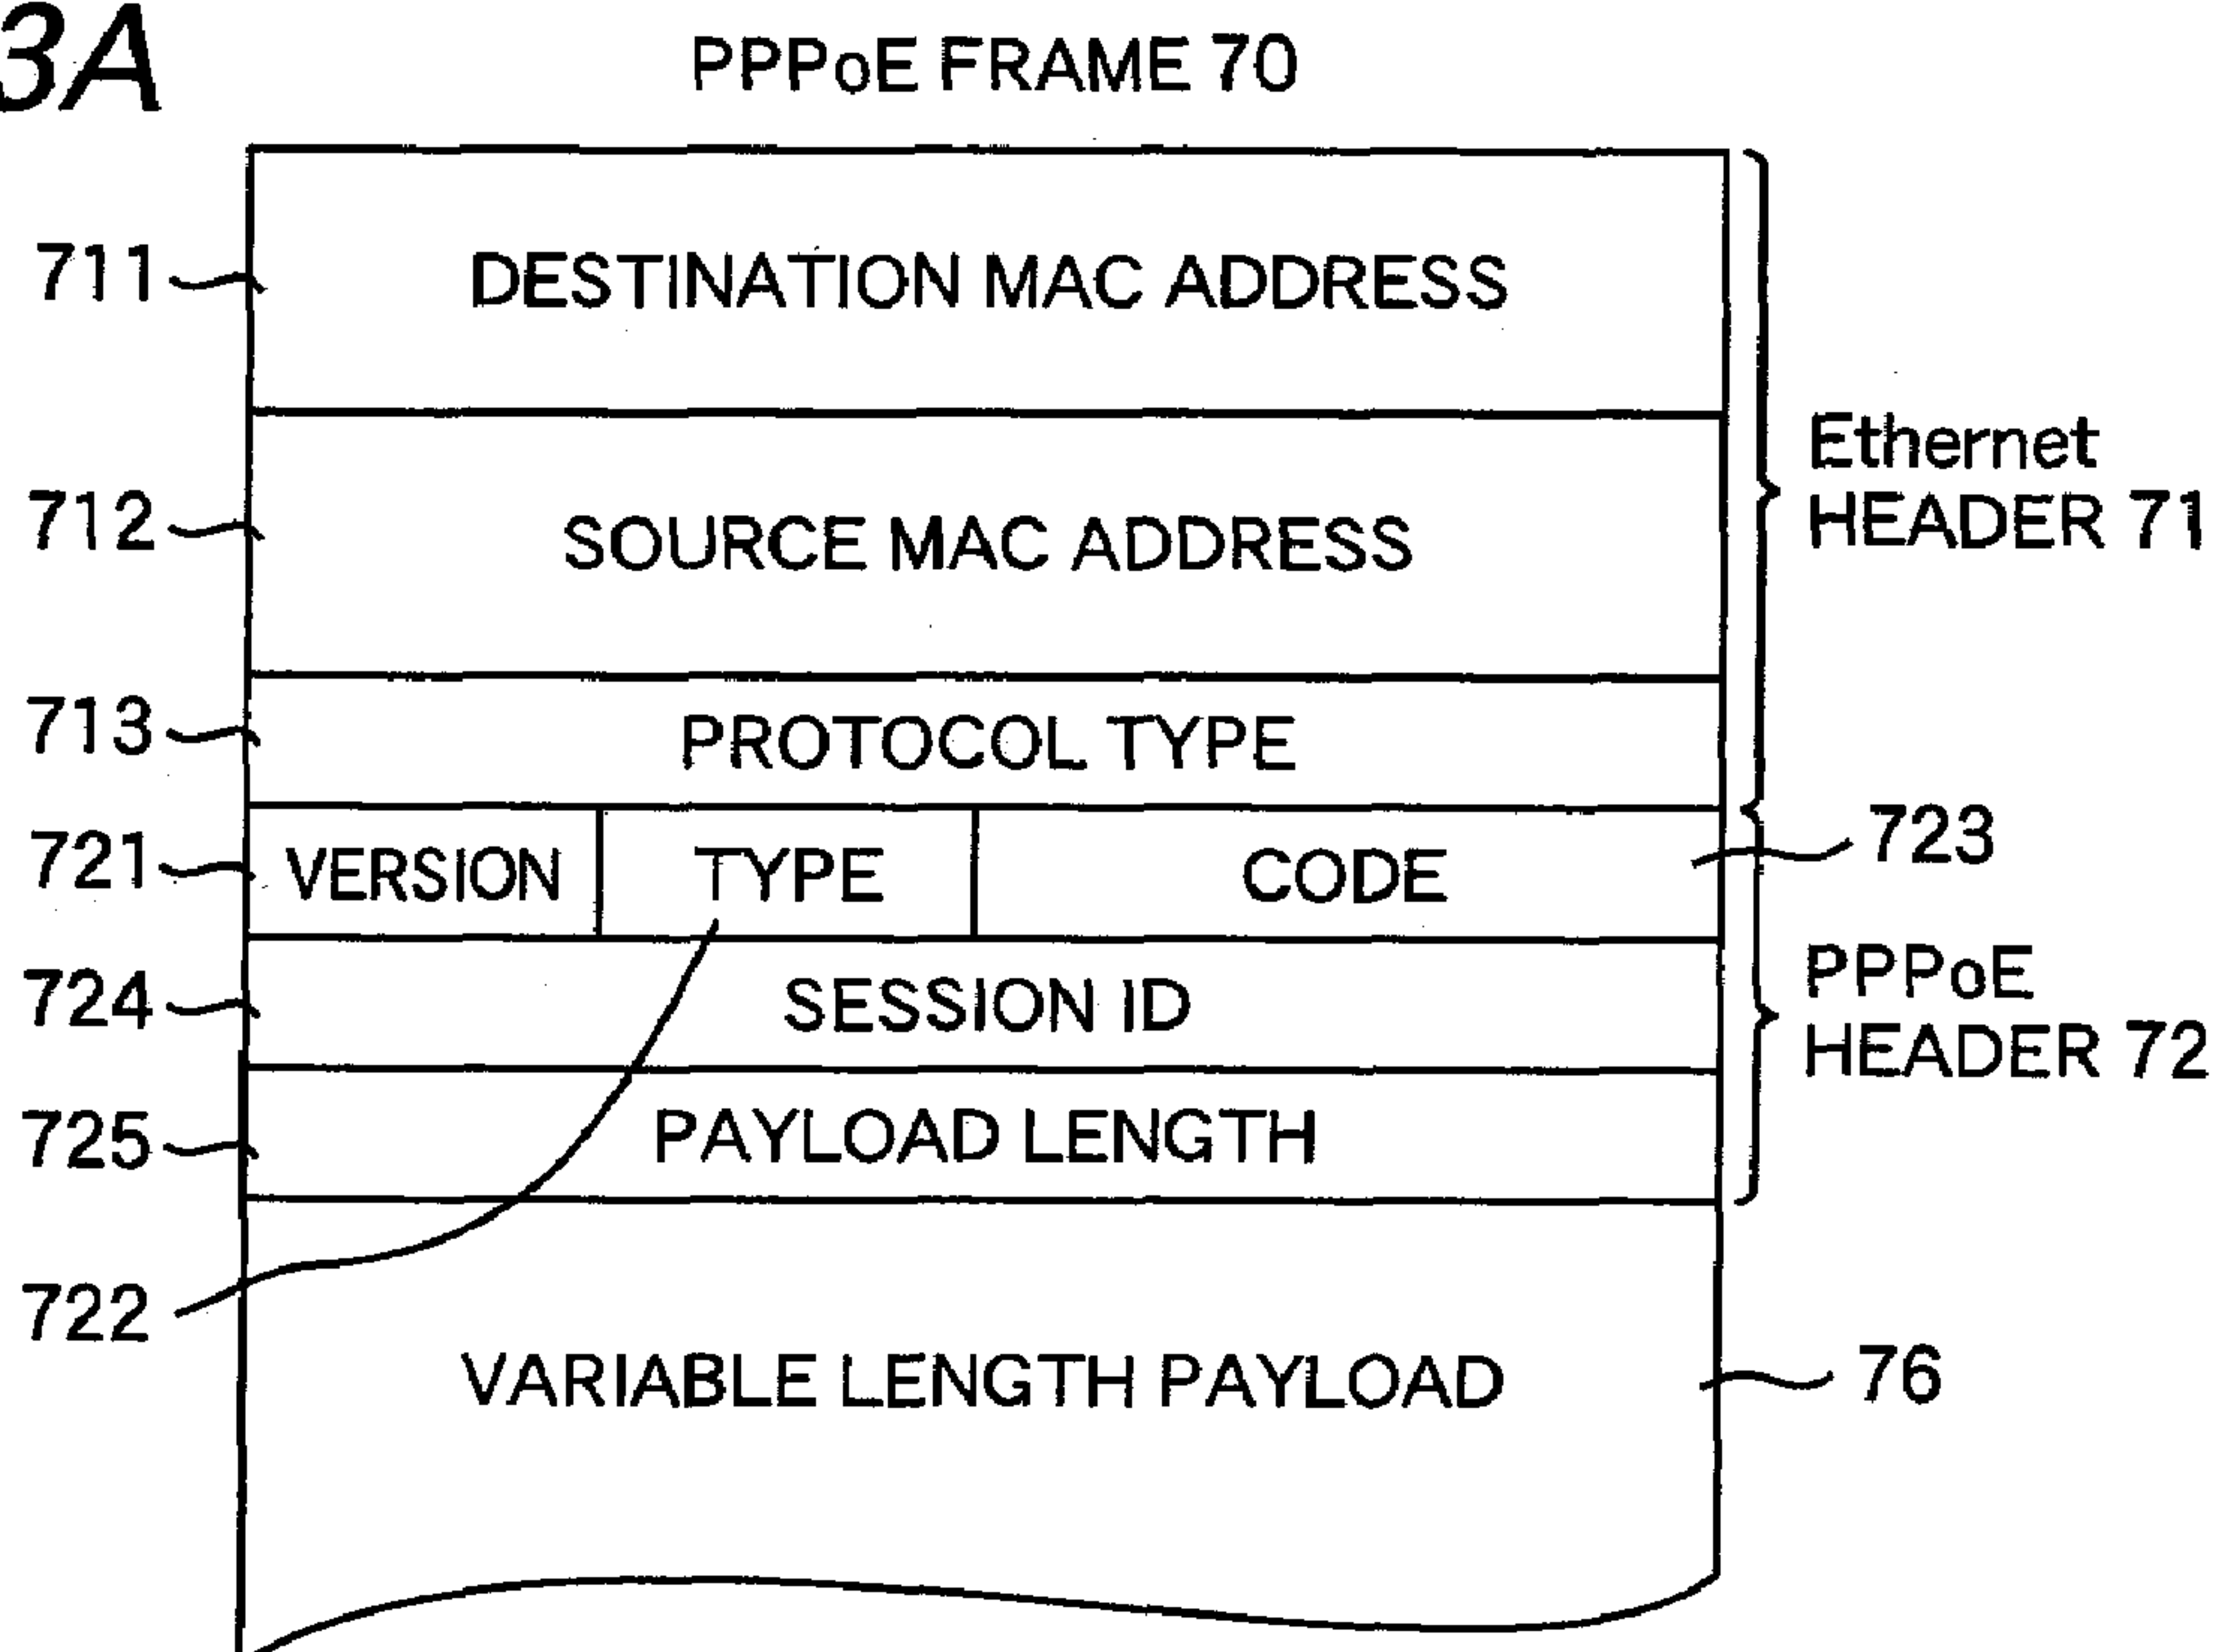 3A
PPPoE FRAME 70
711
DESTINATION MAC ADDRESS
Ethernet
HEADER 71
712
SOURCE MAC ADDRESS
713
PROTOCOL TYPE
721
VERSION
TYPE
CODE
723
724
SESSION ID
PPPoE
HEADER 72
725
PAYLOAD LENGTH
722
VARIABLE LENGTH PAYLOAD
76